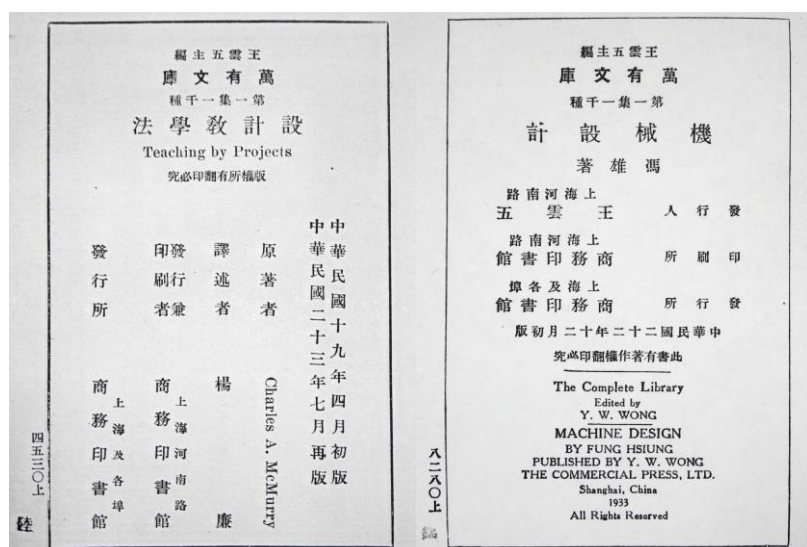 王雲五主編
萬有文庫
第一集一千種
設計教學法
Teaching by Projects
版權所有翻印必究
中華民國十九年四月初版
中華民國二十三年七月再版
原著者 Charles A. McMurry
譯述者 楊廉
發行兼
印刷者
上海河南路
商務印書館
發行所
上海及各埠
商務印書館
四五三〇上
王雲五主編
萬有文庫
第一集一千種
機械設計
馮雄著
上海河南路
發行人 王雲五
上海河南路
印刷所 商務印書館
上海及各埠
發行所 商務印書館
中華民國二十二年十二月初版
此書有著作權翻印必究
The Complete Library
Edited by
Y. W. WONG
MACHINE DESIGN
BY FUNG HSIUNG
PUBLISHED BY Y. W. WONG
THE COMMERCIAL PRESS, LTD.
Shanghai, China
1933
All Rights Reserved
八二八〇上